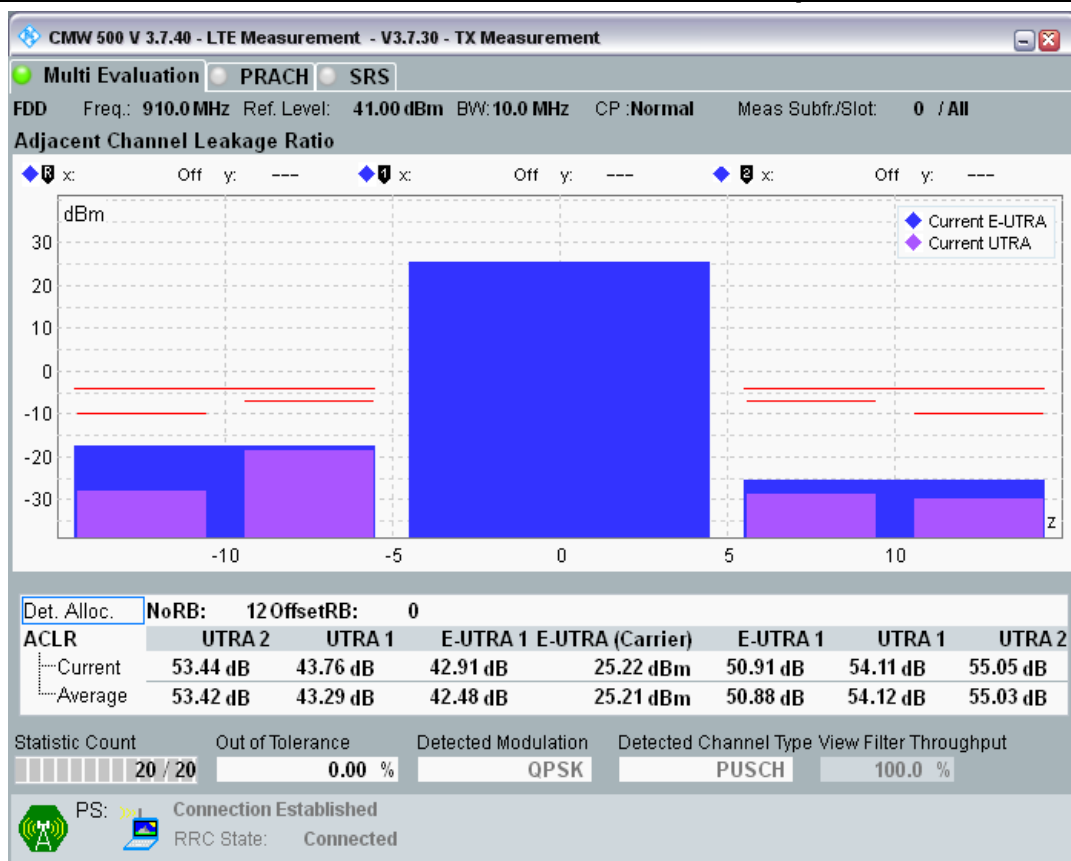 CMW 500 V 3.7.40 - LTE Measurement - V3.7.30 - TX Measurement
Multi Evaluation PRACH SRS
FDD Freq.: 910.0 MHz Ref. Level: 41.00 dBm BW: 10.0 MHz CP :Normal Meas Subfr./Slot: 0 / All
Adjacent Channel Leakage Ratio
R x: Off y: --- 1 x: Off y: --- 2 x: Off y: ---
dBm
Current E-UTRA
Current UTRA
30
20
10
0
-10
-20
-30
z
-10 -5 0 5 10
Det. Alloc. NoRB: 12 OffsetRB: 0
ACLR UTRA 2 UTRA 1 E-UTRA 1 E-UTRA (Carrier) E-UTRA 1 UTRA 1 UTRA 2
Current 53.44 dB 43.76 dB 42.91 dB 25.22 dBm 50.91 dB 54.11 dB 55.05 dB
Average 53.42 dB 43.29 dB 42.48 dB 25.21 dBm 50.88 dB 54.12 dB 55.03 dB
Statistic Count Out of Tolerance Detected Modulation Detected Channel Type View Filter Throughput
20 / 20 0.00 % QPSK PUSCH 100.0 %
PS: Connection Established
RRC State: Connected